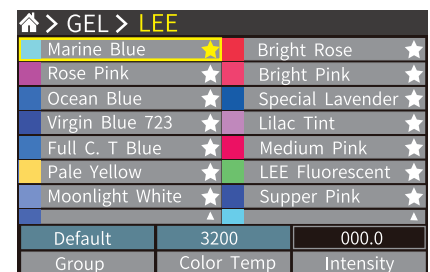 > GEL > LEE
Marine Blue
Bright Rose
Rose Pink
Bright Pink
Ocean Blue
Special Lavender
Virgin Blue 723
Lilac Tint
Full C. T Blue
Medium Pink
Pale Yellow
LEE Fluorescent
Moonlight White
Supper Pink
Default 3200 000.0
Group Color Temp Intensity